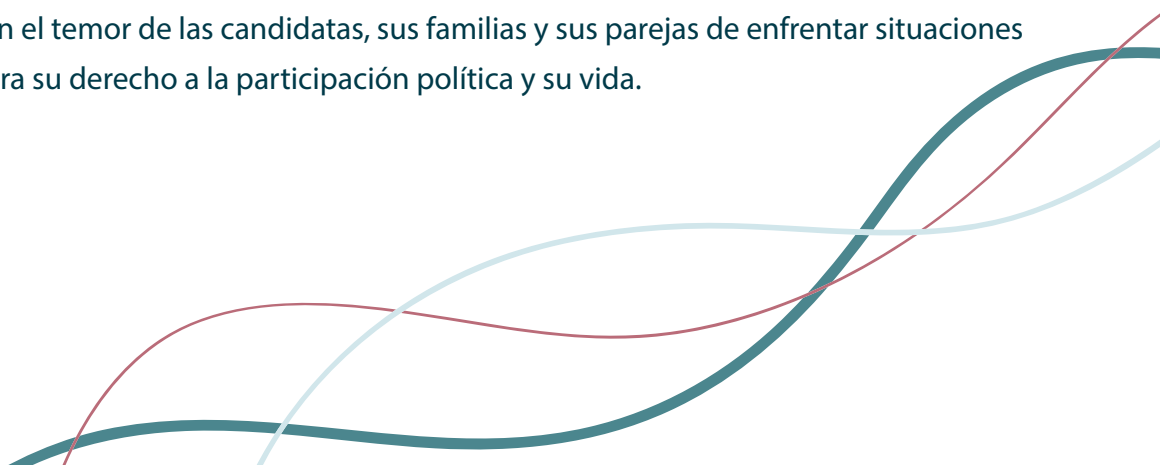 n el temor de las candidatas, sus familias y sus parejas de enfrentar situaciones
ra su derecho a la participación política y su vida.